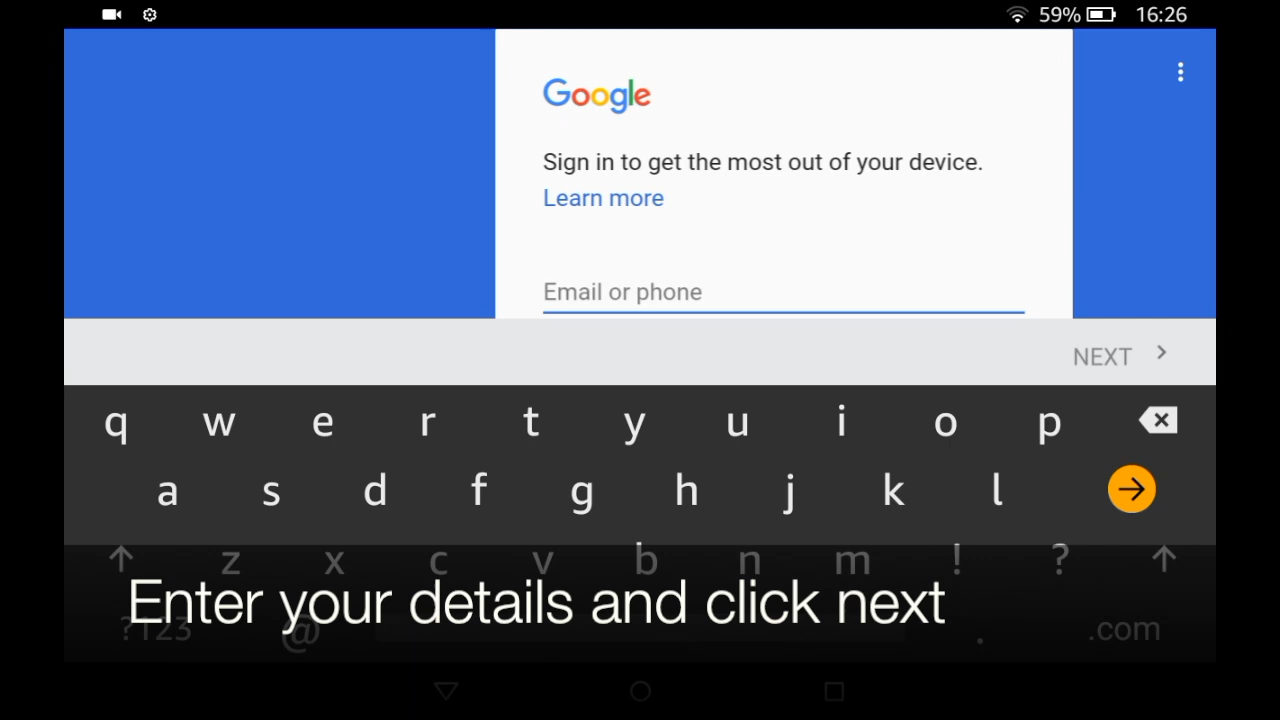 59% 16:26
Google
Sign in to get the most out of your device.
Learn more
Email or phone
NEXT
q w e r t y u i o p
a s d f g h j k l
z x c v b n m ! ?
Enter your details and click next
?123 @ . .com